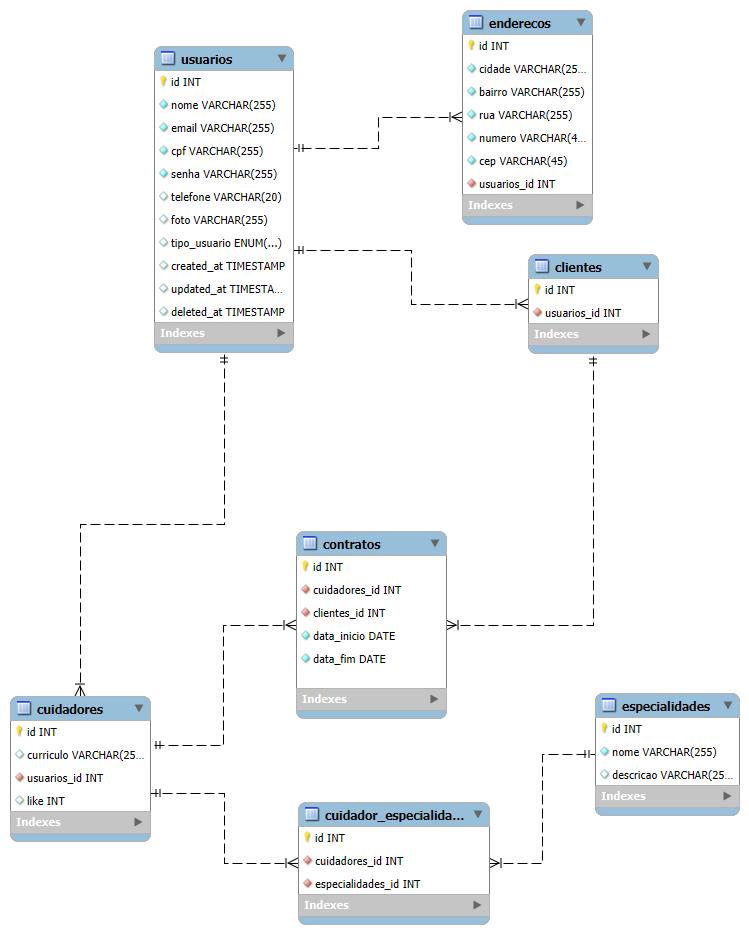 usuarios
id INT
nome VARCHAR(255)
email VARCHAR(255)
cpf VARCHAR(255)
senha VARCHAR(255)
telefone VARCHAR(20)
foto VARCHAR(255)
tipo_usuario ENUM(...)
created_at TIMESTAMP
updated_at TIMESTA...
deleted_at TIMESTAMP
Indexes
enderecos
id INT
cidade VARCHAR(25...
bairro VARCHAR(255)
rua VARCHAR(255)
numero VARCHAR(4...
cep VARCHAR(45)
usuarios_id INT
Indexes
clientes
id INT
usuarios_id INT
Indexes
contratos
id INT
cuidadores_id INT
clientes_id INT
data_inicio DATE
data_fim DATE
Indexes
cuidadores
id INT
curriculo VARCHAR(25...
usuarios_id INT
like INT
Indexes
especialidades
id INT
nome VARCHAR(255)
descricao VARCHAR(25...
Indexes
cuidador_especialida...
id INT
cuidadores_id INT
especialidades_id INT
Indexes